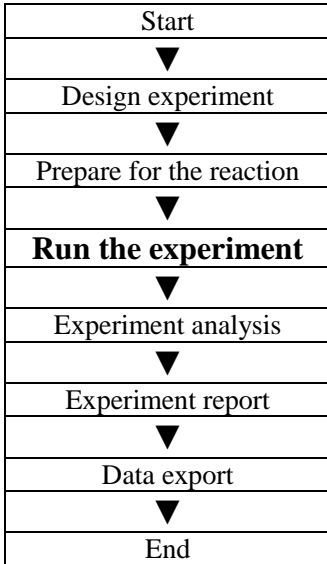 Start
▼
Design experiment
▼
Prepare for the reaction
▼
Run the experiment
▼
Experiment analysis
▼
Experiment report
▼
Data export
▼
End